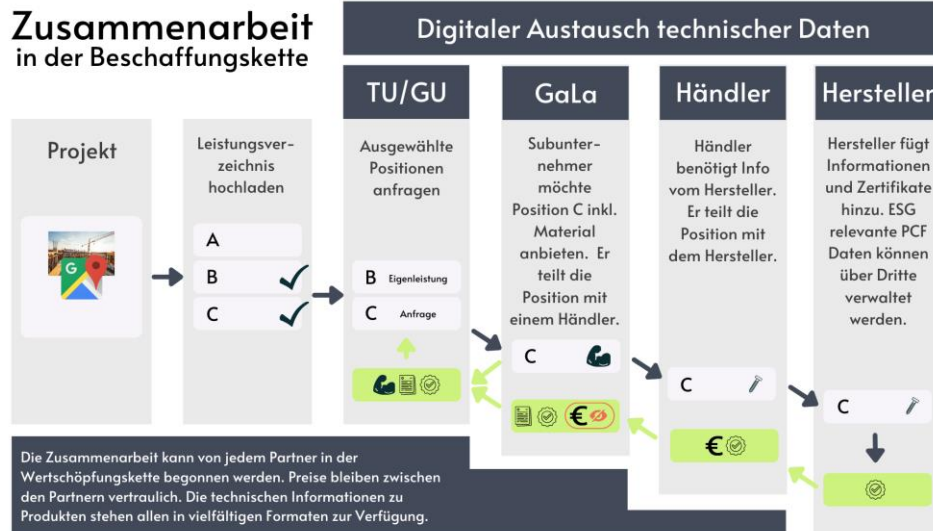 Zusammenarbeit
in der Beschaffungskette
Digitaler Austausch technischer Daten
Projekt
Leistungsver-
zeichnis
hochladen
A
B
C
TU/GU
Ausgewählte
Positionen
anfragen
B Eigenleistung
C Anfrage
GaLa
Subunter-
nehmer
möchte
Position C inkl.
Material
anbieten. Er
teilt die
Position mit
einem Händler.
C
€
Händler
Händler
benötigt Info
vom Hersteller.
Er teilt die
Position mit
dem Hersteller.
C
€
Hersteller
Hersteller fügt
Informationen
und Zertifikate
hinzu. ESG
relevante PCF
Daten können
über Dritte
verwaltet
werden.
C
Die Zusammenarbeit kann von jedem Partner in der
Wertschöpfungskette begonnen werden. Preise bleiben zwischen
den Partnern vertraulich. Die technischen Informationen zu
Produkten stehen allen in vielfältigen Formaten zur Verfügung.
G